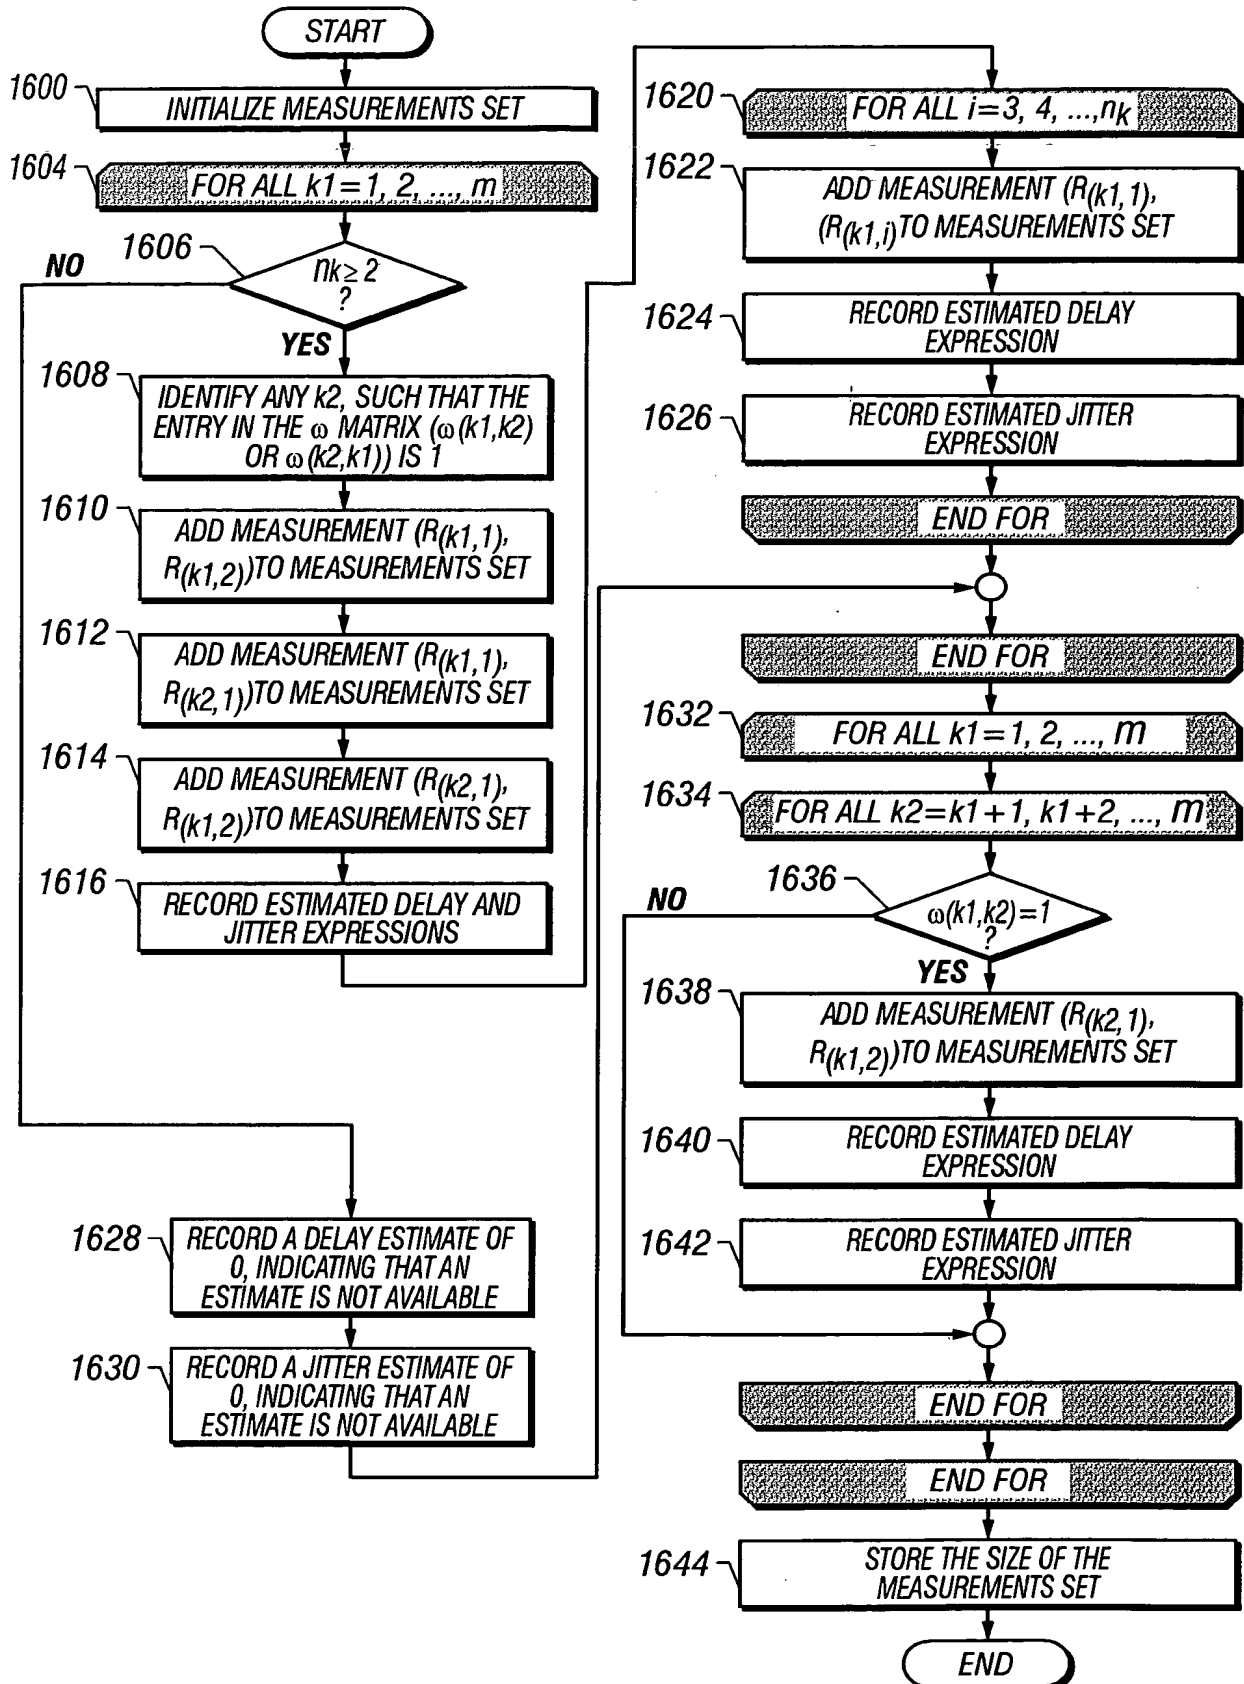 START
1600
INITIALIZE MEASUREMENTS SET
1604
FOR ALL k1=1, 2, ..., m
1606
nk≥2
?
NO
YES
1608
IDENTIFY ANY k2, SUCH THAT THE
ENTRY IN THE ω MATRIX (ω(k1,k2)
OR ω(k2,k1)) IS 1
1610
ADD MEASUREMENT (R(k1,1),
R(k1,2))TO MEASUREMENTS SET
1612
ADD MEASUREMENT (R(k1,1),
R(k2,1))TO MEASUREMENTS SET
1614
ADD MEASUREMENT (R(k2,1),
R(k1,2))TO MEASUREMENTS SET
1616
RECORD ESTIMATED DELAY AND
JITTER EXPRESSIONS
1628
RECORD A DELAY ESTIMATE OF
0, INDICATING THAT AN
ESTIMATE IS NOT AVAILABLE
1630
RECORD A JITTER ESTIMATE OF
0, INDICATING THAT AN
ESTIMATE IS NOT AVAILABLE
1620
FOR ALL i=3, 4, ...,nk
1622
ADD MEASUREMENT (R(k1,1),
(R(k1,i)TO MEASUREMENTS SET
1624
RECORD ESTIMATED DELAY
EXPRESSION
1626
RECORD ESTIMATED JITTER
EXPRESSION
END FOR
END FOR
1632
FOR ALL k1=1, 2, ..., m
1634
FOR ALL k2=k1+1, k1+2, ..., m
1636
ω(k1,k2)=1
?
NO
YES
1638
ADD MEASUREMENT (R(k2,1),
R(k1,2))TO MEASUREMENTS SET
1640
RECORD ESTIMATED DELAY
EXPRESSION
1642
RECORD ESTIMATED JITTER
EXPRESSION
END FOR
END FOR
1644
STORE THE SIZE OF THE
MEASUREMENTS SET
END